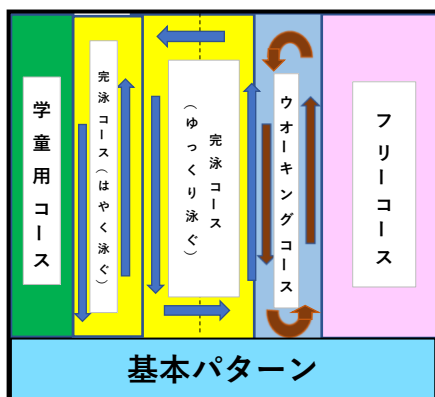 学童用コース
完泳コース（はやく泳ぐ）
完泳コース
（ゆっくり泳ぐ）
ウオーキングコース
フリーコース
基本パターン